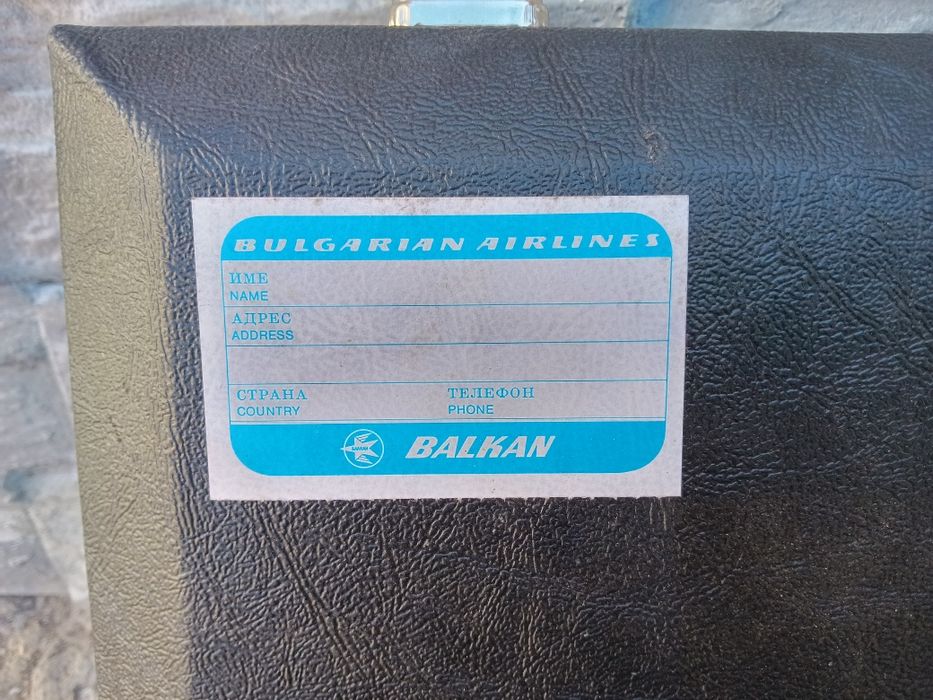 BULGARIAN AIRLINES
ИМЕ
NAME
АДРЕС
ADDRESS
СТРАНА ТЕЛЕФОН
COUNTRY PHONE
BALKAN